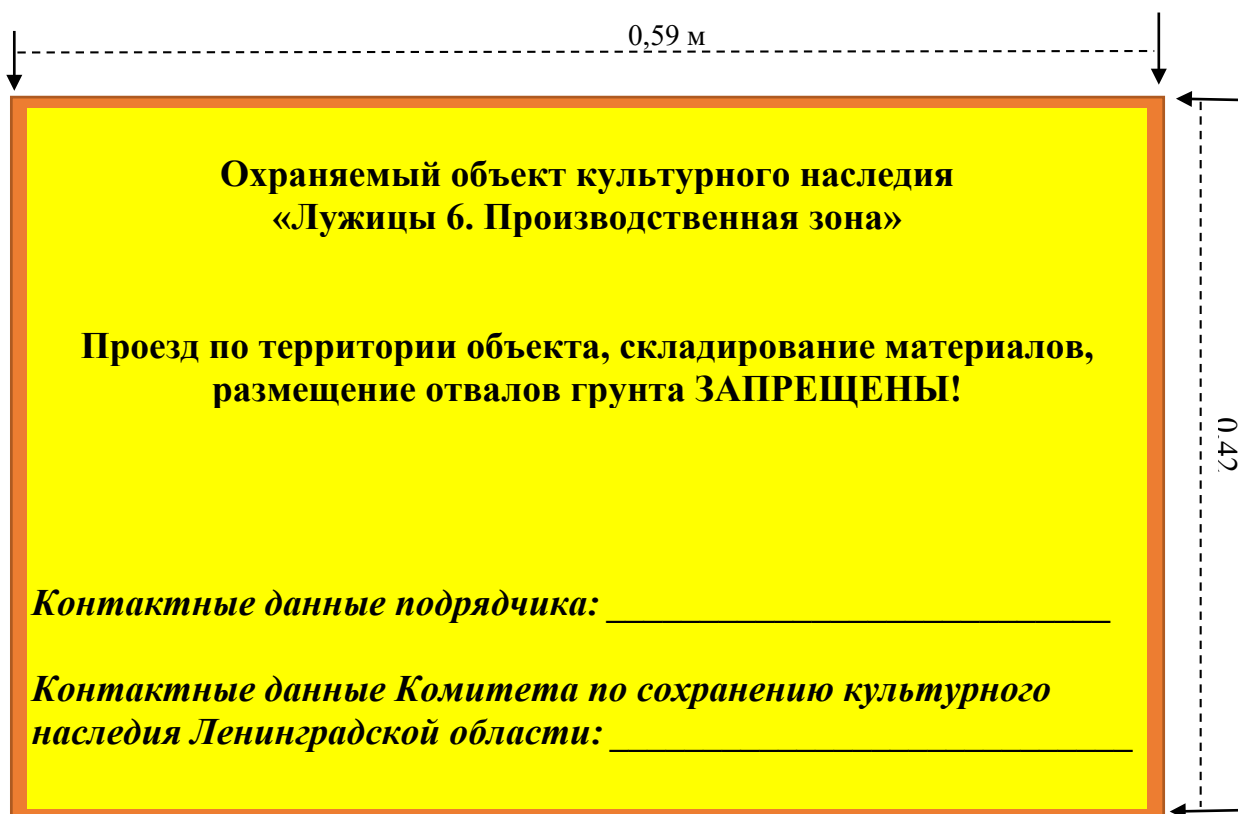 0,59 м
Охраняемый объект культурного наследия
«Лужицы 6. Производственная зона»
Проезд по территории объекта, складирование материалов,
размещение отвалов грунта ЗАПРЕЩЕНЫ!
0,42
Контактные данные подрядчика: ____________________________
Контактные данные Комитета по сохранению культурного
наследия Ленинградской области: _____________________________